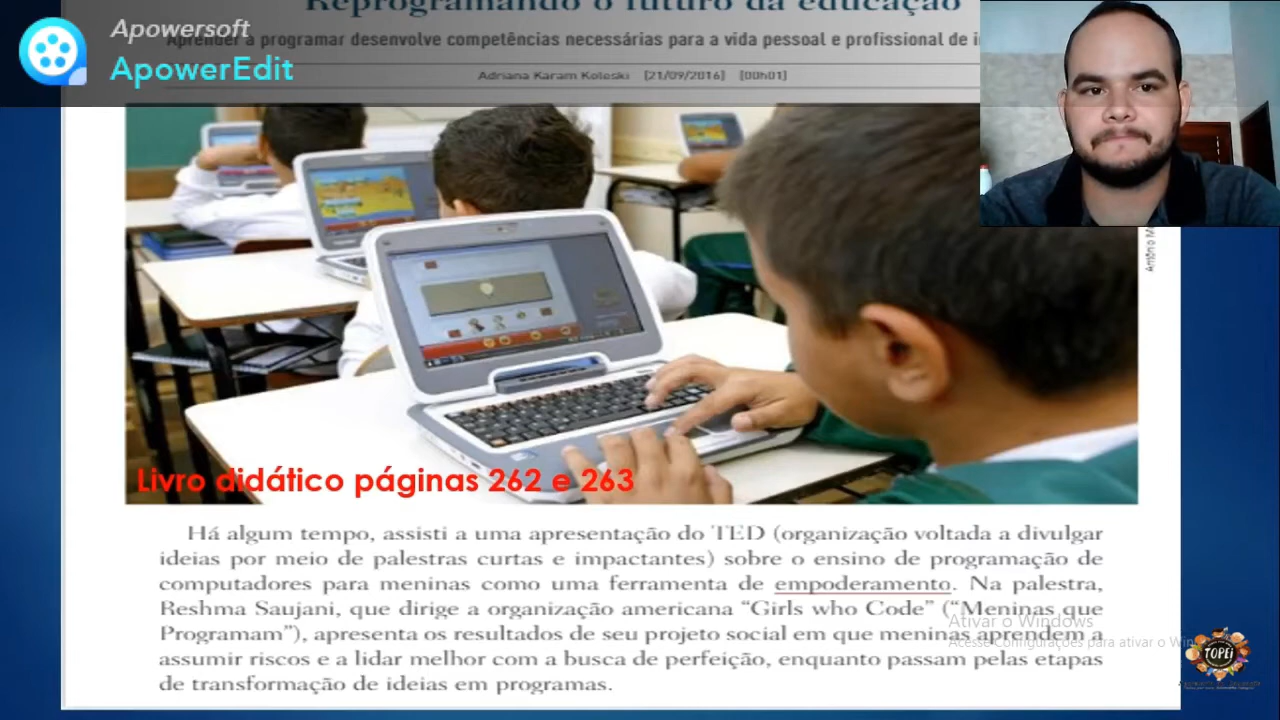 Reprogramando o futuro da educação
Apowersoft
ApowerEdit
Aprender a programar desenvolve competências necessárias para a vida pessoal e profissional de
Adriana Karam Koleski [21/09/2016] [00h01]
Livro didático páginas 262 e 263
Há algum tempo, assisti a uma apresentação do TED (organização voltada a divulgar
ideias por meio de palestras curtas e impactantes) sobre o ensino de programação de
computadores para meninas como uma ferramenta de empoderamento. Na palestra,
Reshma Saujani, que dirige a organização americana “Girls who Code” (“Meninas que
Programam”), apresenta os resultados de seu projeto social em que meninas aprendem a
assumir riscos e a lidar melhor com a busca de perfeição, enquanto passam pelas etapas
de transformação de ideias em programas.
Ativar o Windows
Acesse Configurações para ativar o
TOPEI